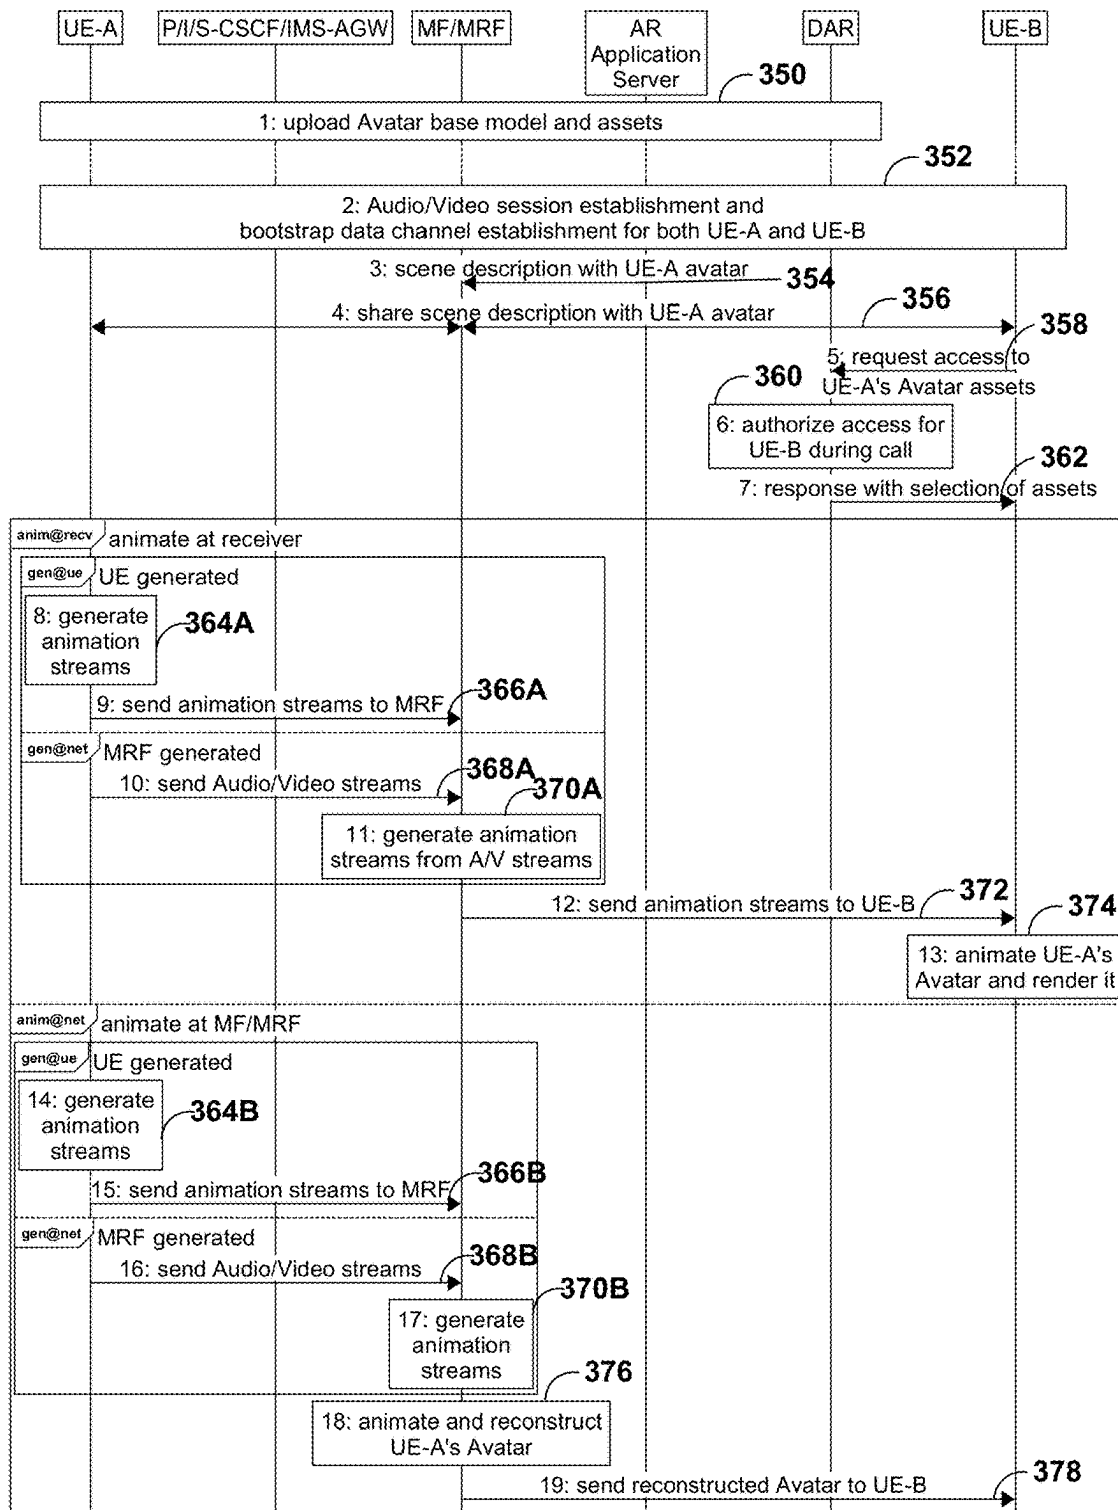 UE-A
P/I/S-CSCF/IMS-AGW
MF/MRF
AR
Application
Server
DAR
UE-B
350
1: upload Avatar base model and assets
352
2: Audio/Video session establishment and
bootstrap data channel establishment for both UE-A and UE-B
3: scene description with UE-A avatar
354
4: share scene description with UE-A avatar
356
358
5: request access to
UE-A's Avatar assets
360
6: authorize access for
UE-B during call
362
7: response with selection of assets
anim@recv
animate at receiver
gen@ue
UE generated
8: generate
animation
streams
364A
9: send animation streams to MRF
366A
gen@net
MRF generated
10: send Audio/Video streams
368A
370A
11: generate animation
streams from A/V streams
12: send animation streams to UE-B
372
374
13: animate UE-A's
Avatar and render it
anim@net
animate at MF/MRF
gen@ue
UE generated
14: generate
animation
streams
364B
15: send animation streams to MRF
366B
gen@net
MRF generated
16: send Audio/Video streams
368B
370B
17: generate
animation
streams
376
18: animate and reconstruct
UE-A's Avatar
19: send reconstructed Avatar to UE-B
378